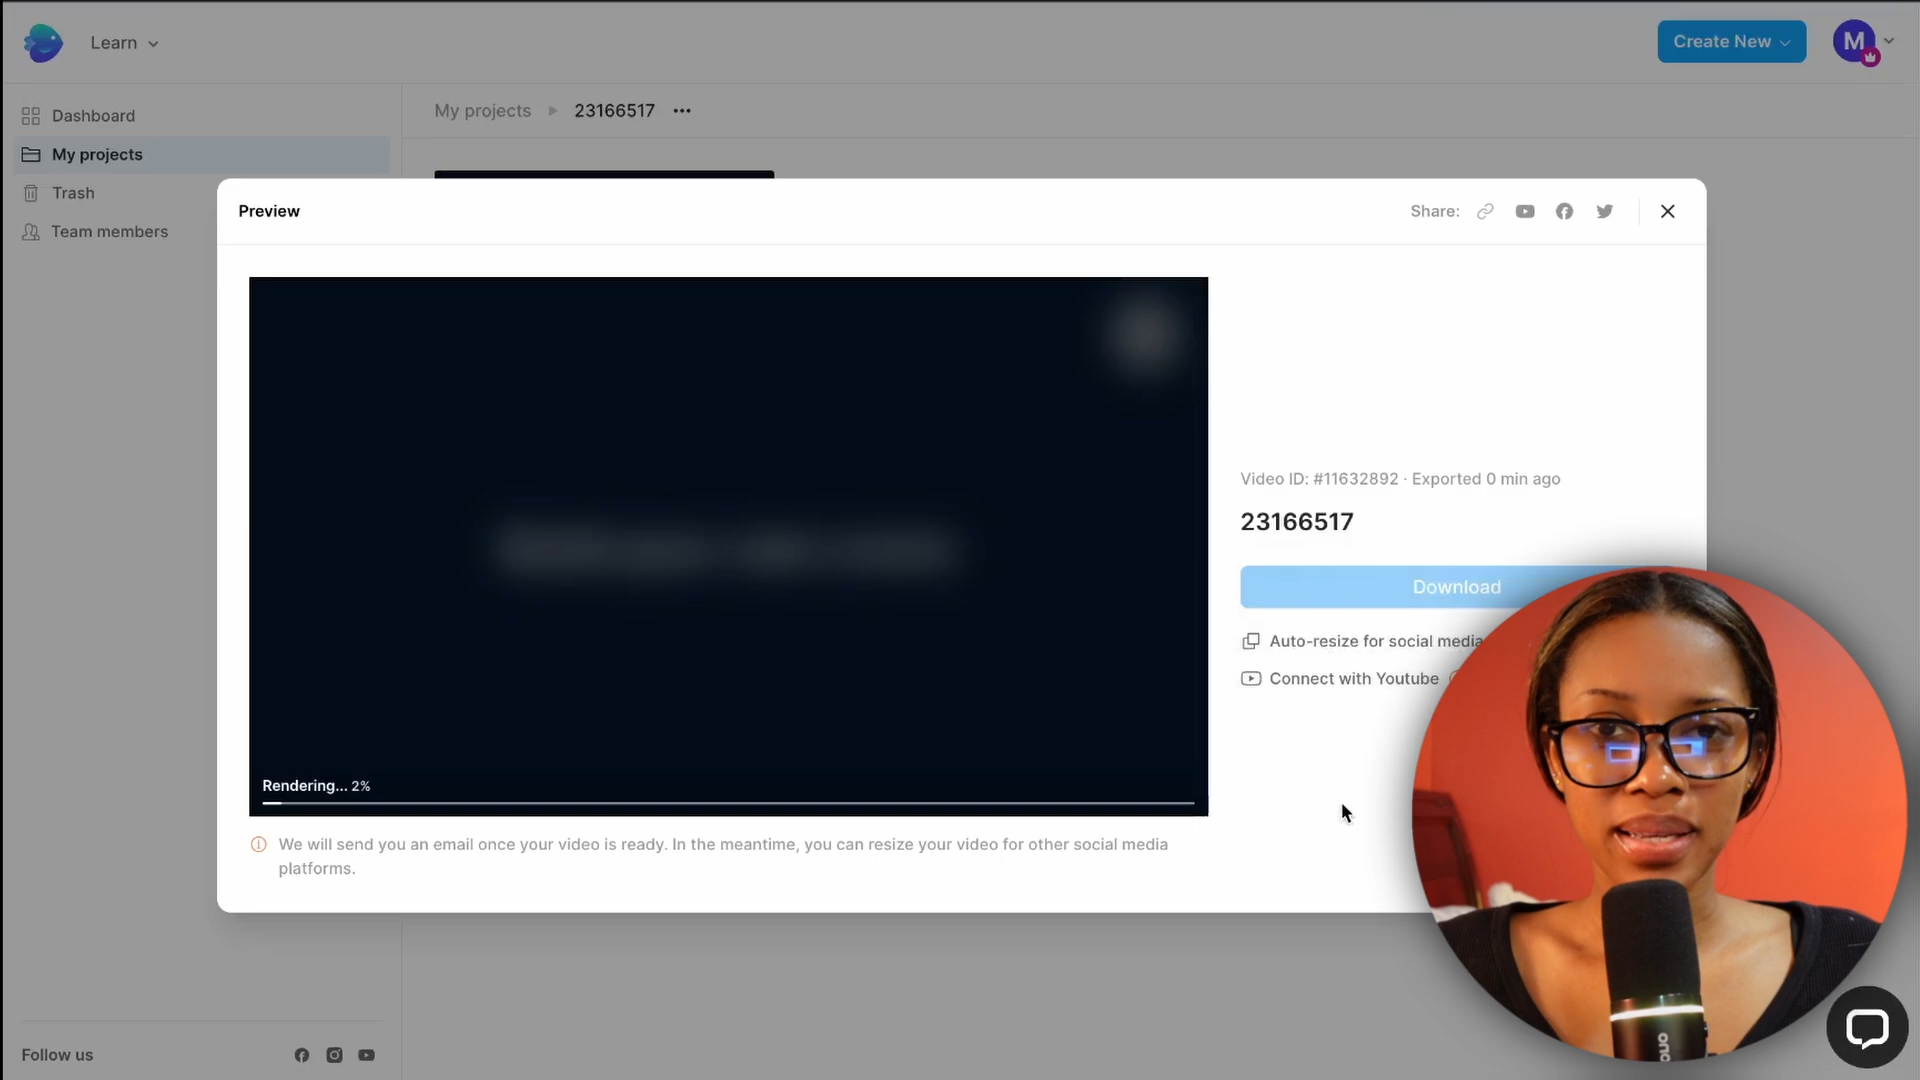 Learn
Create New
M
Dashboard
My projects
Trash
Team members
My projects
23166517
Preview
Share:
Video ID: #11632892 · Exported 0 min ago
23166517
Download
Auto-resize for social media
Connect with Youtube
Rendering... 2%
We will send you an email once your video is ready. In the meantime, you can resize your video for other social media
platforms.
Follow us